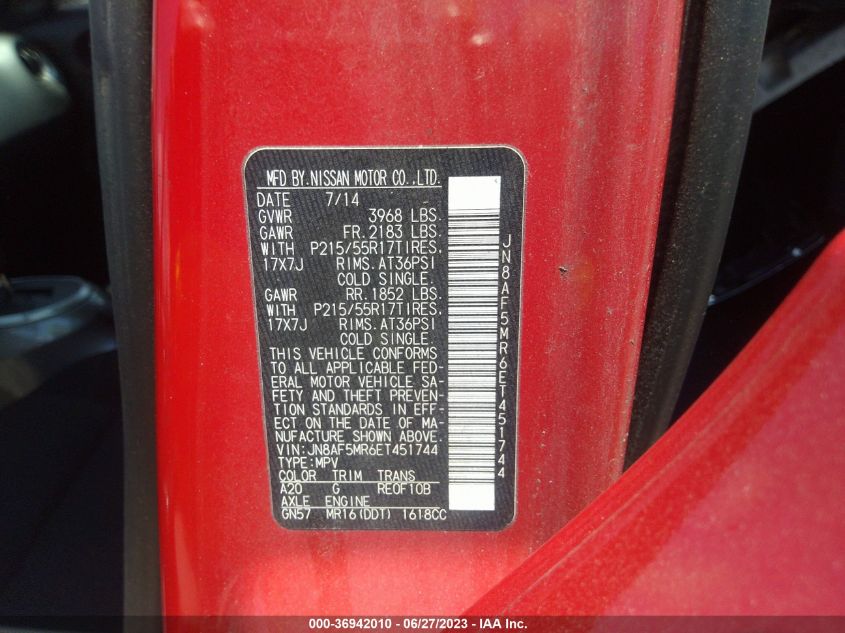 MFD BY.NISSAN MOTOR CO.,LTD.
DATE 7/14
GVWR 3968 LBS.
GAWR FR.2183 LBS.
WITH P215/55R17TIRES.
17X7J RIMS.AT36PSI
COLD SINGLE.
GAWR RR.1852 LBS.
WITH P215/55R17TIRES.
17X7J RIMS.AT36PSI
COLD SINGLE.
THIS VEHICLE CONFORMS
TO ALL APPLICABLE FED-
ERAL MOTOR VEHICLE SA-
FETY AND THEFT PREVEN-
TION STANDARDS IN EFF-
ECT ON THE DATE OF MA-
NUFACTURE SHOWN ABOVE.
VIN:JN8AF5MR6ET451744
TYPE:MPV
COLOR TRIM TRANS
A20 G RE0F10B
AXLE ENGINE
GN57 MR16(DDT) 1618CC
JN8AF5MR6ET451744
000-36942010 - 06/27/2023 - IAA Inc.